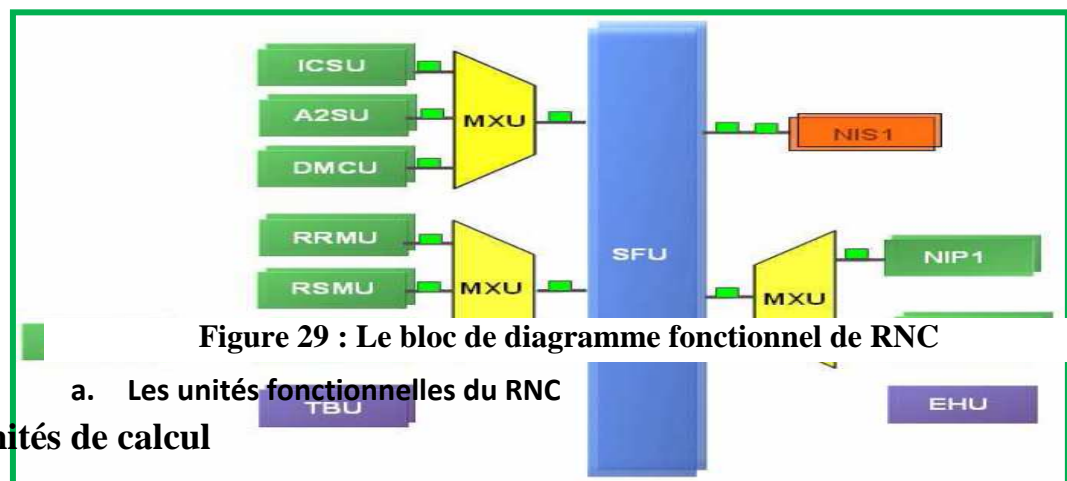 ICSU
A2SU
DMCU
MXU
NIS1
RRMU
RSMU
MXU
SFU
NIP1
MXU
Figure 29 : Le bloc de diagramme fonctionnel de RNC
a. Les unités fonctionnelles du RNC
TBU
EHU
nités de calcul